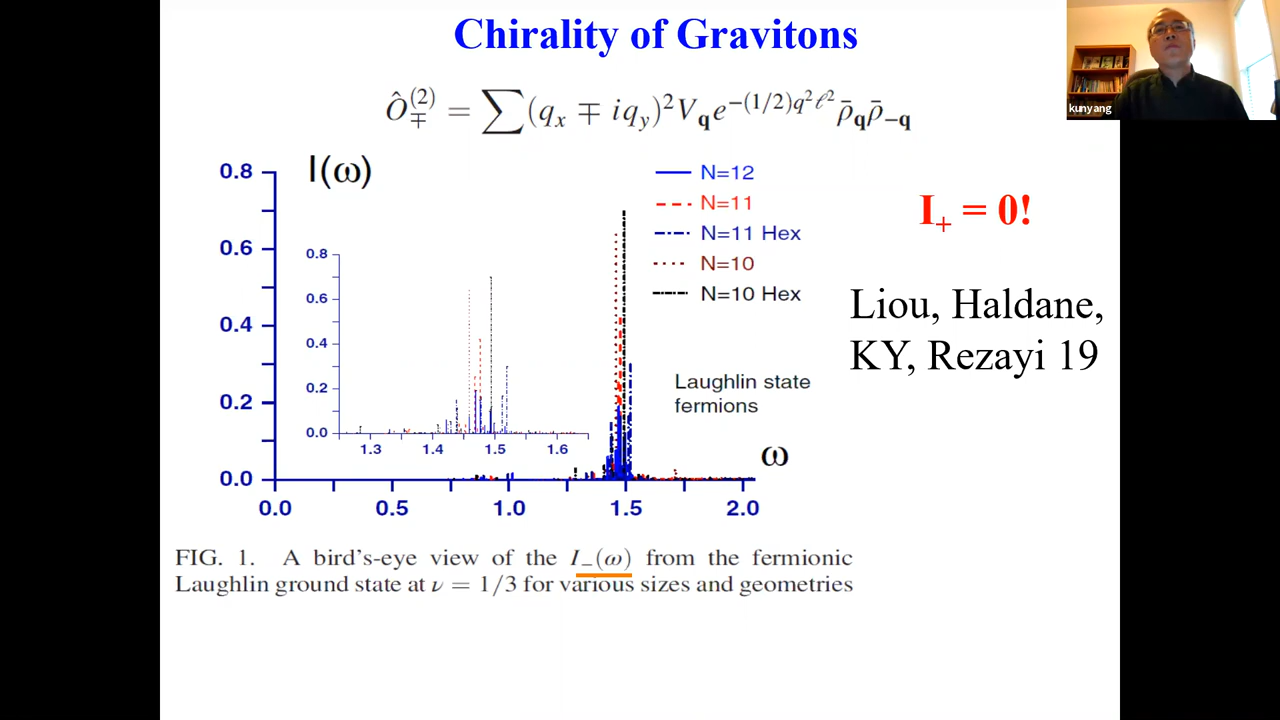 Chirality of Gravitons
kunyang
Ô∓(2) = ∑(qx ∓ iqy)²Vq e^−(1/2)q²ℓ² ρ̄q ρ̄−q
I(ω)
0.8
0.6
0.4
0.2
0.0
0.0 0.5 1.0 1.5 2.0
ω
0.8
0.6
0.4
0.2
0.0
1.3 1.4 1.5 1.6
N=12
N=11
N=11 Hex
N=10
N=10 Hex
Laughlin state
fermions
I+ = 0!
Liou, Haldane,
KY, Rezayi 19
FIG. 1. A bird's-eye view of the I−(ω) from the fermionic
Laughlin ground state at ν = 1/3 for various sizes and geometries